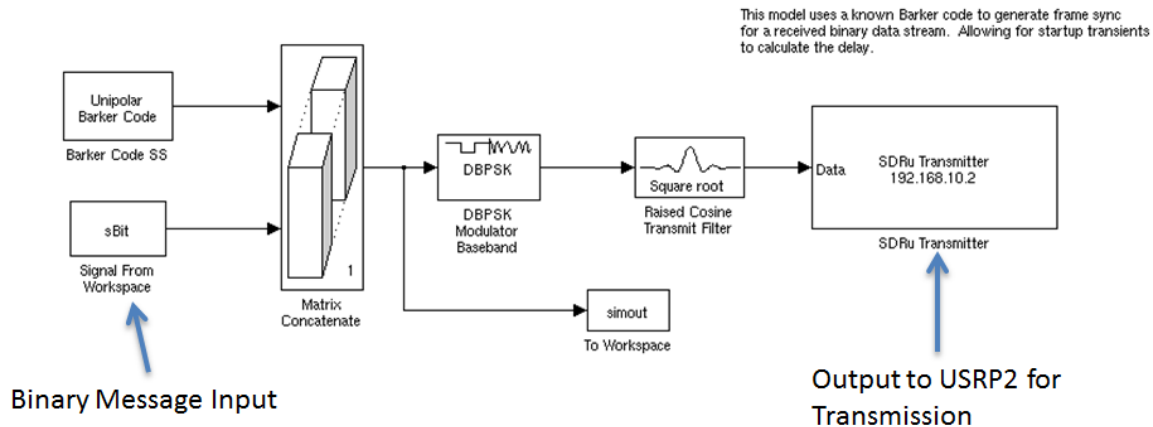 This model uses a known Barker code to generate frame sync
for a received binary data stream.  Allowing for startup transients
to calculate the delay.
Unipolar
Barker Code
Barker Code SS
sBit
Signal From
Workspace
1
Matrix
Concatenate
DBPSK
DBPSK
Modulator
Baseband
Square root
Raised Cosine
Transmit Filter
Data
SDRu Transmitter
192.168.10.2
SDRu Transmitter
simout
To Workspace
Binary Message Input
Output to USRP2 for
Transmission